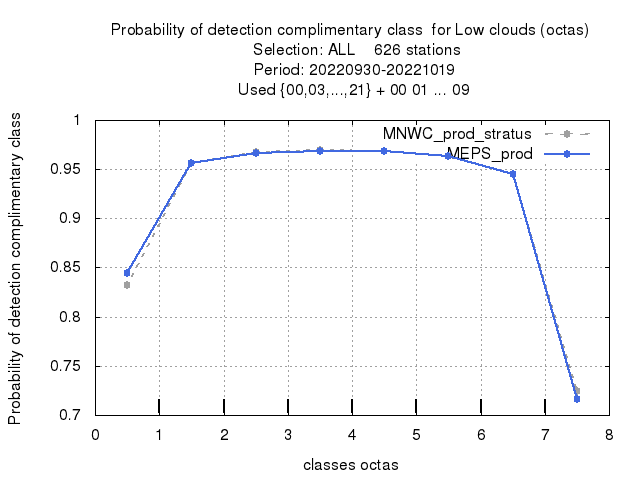 Probability of detection complimentary class  for Low clouds (octas)
Selection: ALL    626 stations
Period: 20220930-20221019
Used {00,03,...,21} + 00 01 ... 09
Probability of detection complimentary class
1
0.95
0.9
0.85
0.8
0.75
0.7
MNWC_prod_stratus
MEPS_prod
0 1 2 3 4 5 6 7 8
classes octas